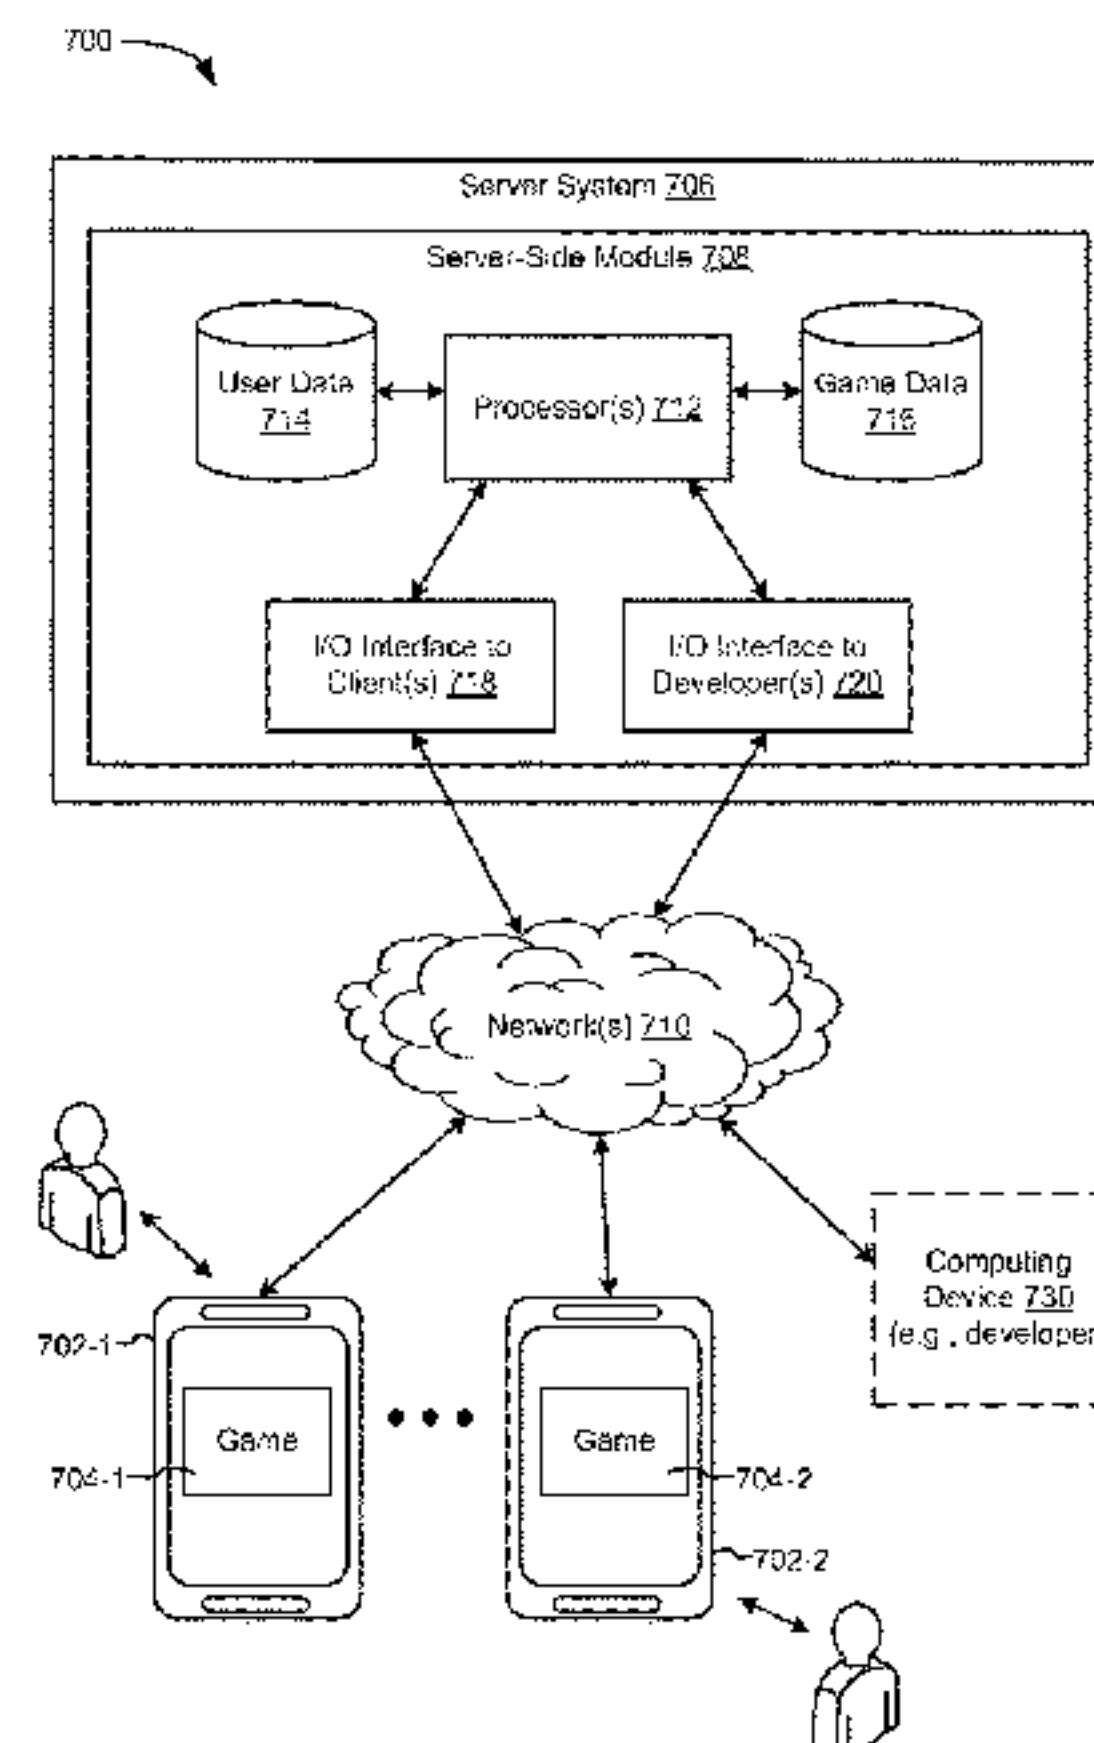 700
Server System 706
Server-Side Module 708
User Data
714
Processor(s) 712
Game Data
716
I/O Interface to
Client(s) 718
I/O Interface to
Developer(s) 720
Network(s) 710
Computing
Device 730
(e.g., developer
702-1
Game
Game
704-1
704-2
702-2